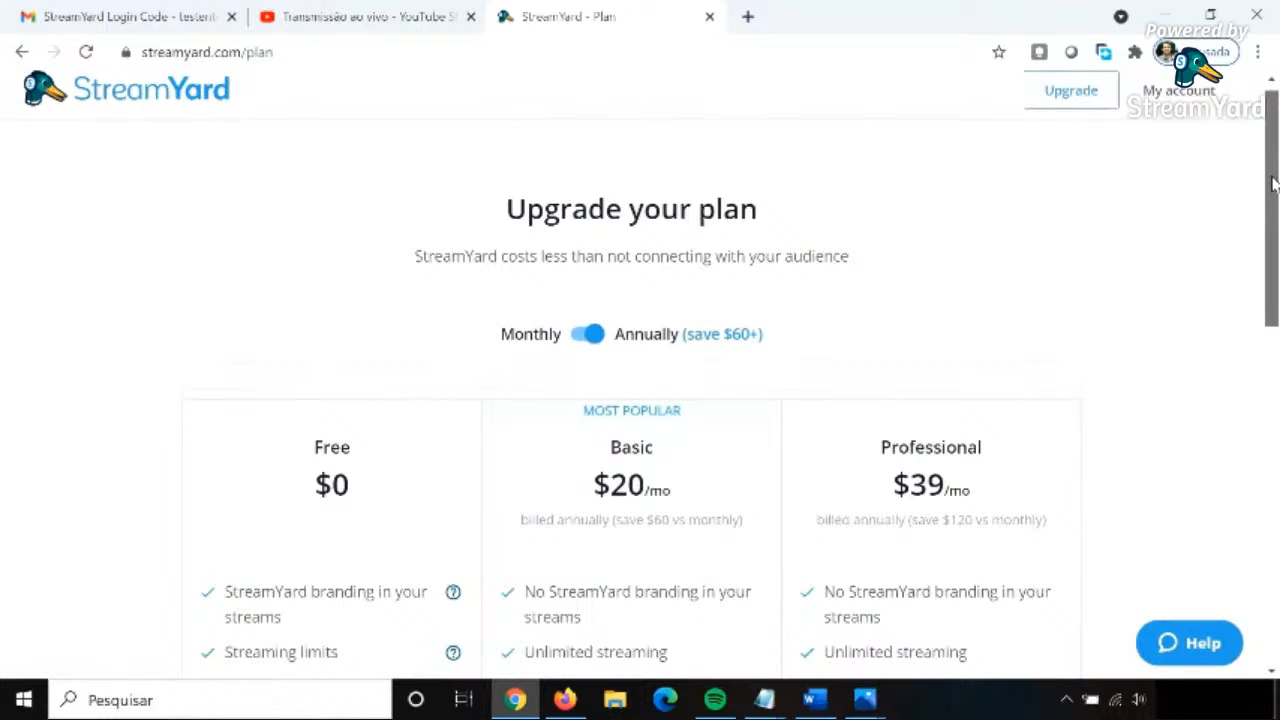 StreamYard Login Code - testent
Transmissão ao vivo - YouTube St
StreamYard - Plan
Powered by
streamyard.com/plan
usada
StreamYard
Upgrade
My account
StreamYard
Upgrade your plan
StreamYard costs less than not connecting with your audience
Monthly
Annually (save $60+)
MOST POPULAR
Free
Basic
Professional
$0
$20/mo
$39/mo
billed annually (save $60 vs monthly)
billed annually (save $120 vs monthly)
StreamYard branding in your
streams
No StreamYard branding in your
streams
No StreamYard branding in your
streams
Streaming limits
Unlimited streaming
Unlimited streaming
Help
Pesquisar